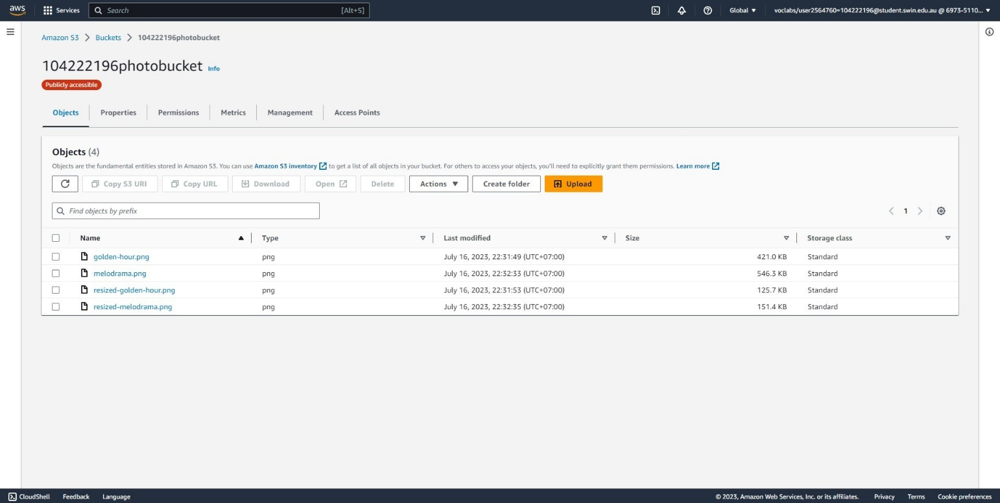 aws Services Search [Alt+S] Global voclabs/user2564760=104222196@student.swin.edu.au @ 6973-5110...
Amazon S3 > Buckets > 104222196photobucket
104222196photobucket Info
Publicly accessible
Objects Properties Permissions Metrics Management Access Points
Objects (4)
Objects are the fundamental entities stored in Amazon S3. You can use Amazon S3 inventory to get a list of all objects in your bucket. For others to access your objects, you'll need to explicitly grant them permissions. Learn more
Copy S3 URI Copy URL Download Open Delete Actions Create folder Upload
Find objects by prefix 1
Name Type Last modified Size Storage class
golden-hour.png png July 16, 2023, 22:31:49 (UTC+07:00) 421.0 KB Standard
melodrama.png png July 16, 2023, 22:32:33 (UTC+07:00) 546.3 KB Standard
resized-golden-hour.png png July 16, 2023, 22:31:53 (UTC+07:00) 125.7 KB Standard
resized-melodrama.png png July 16, 2023, 22:32:35 (UTC+07:00) 151.4 KB Standard
CloudShell Feedback Language © 2023, Amazon Web Services, Inc. or its affiliates. Privacy Terms Cookie preferences